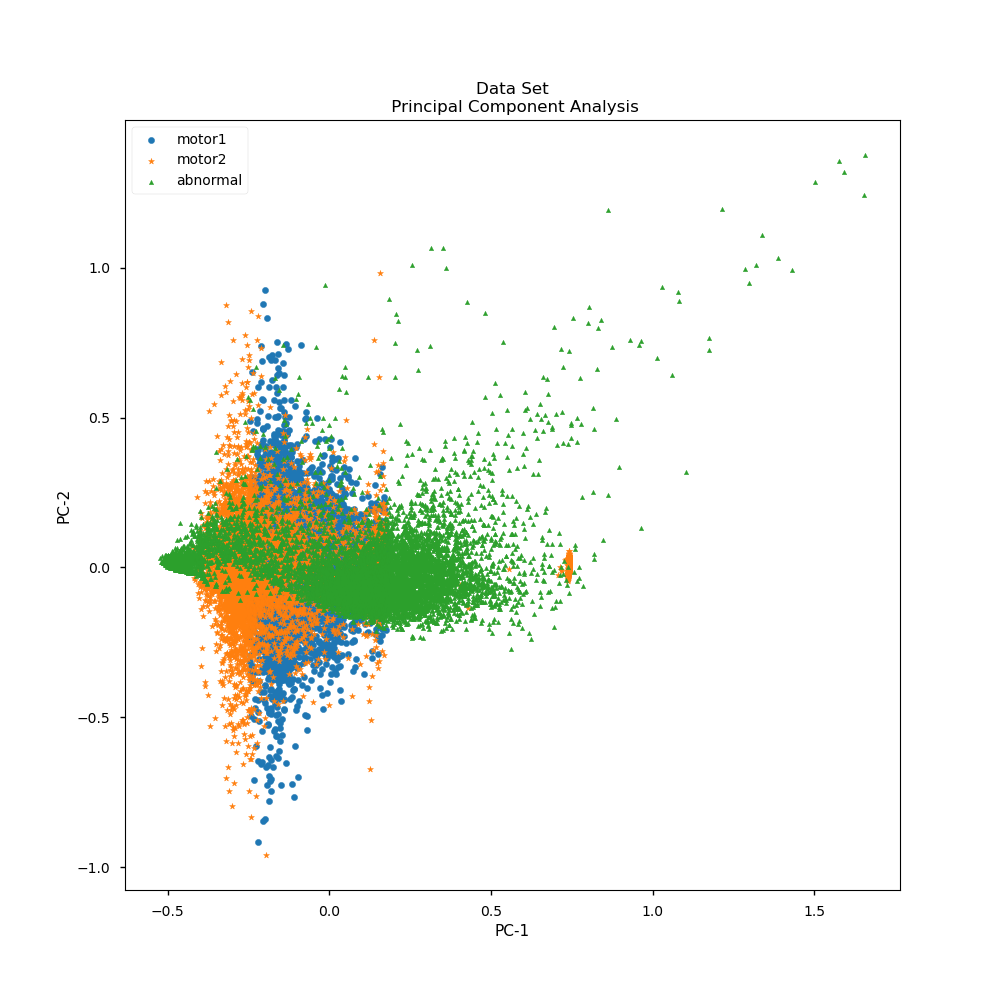 Data Set
Principal Component Analysis
motor1
motor2
abnormal
PC-2
1.0
0.5
0.0
−0.5
−1.0
−0.5
0.0
0.5
1.0
1.5
PC-1